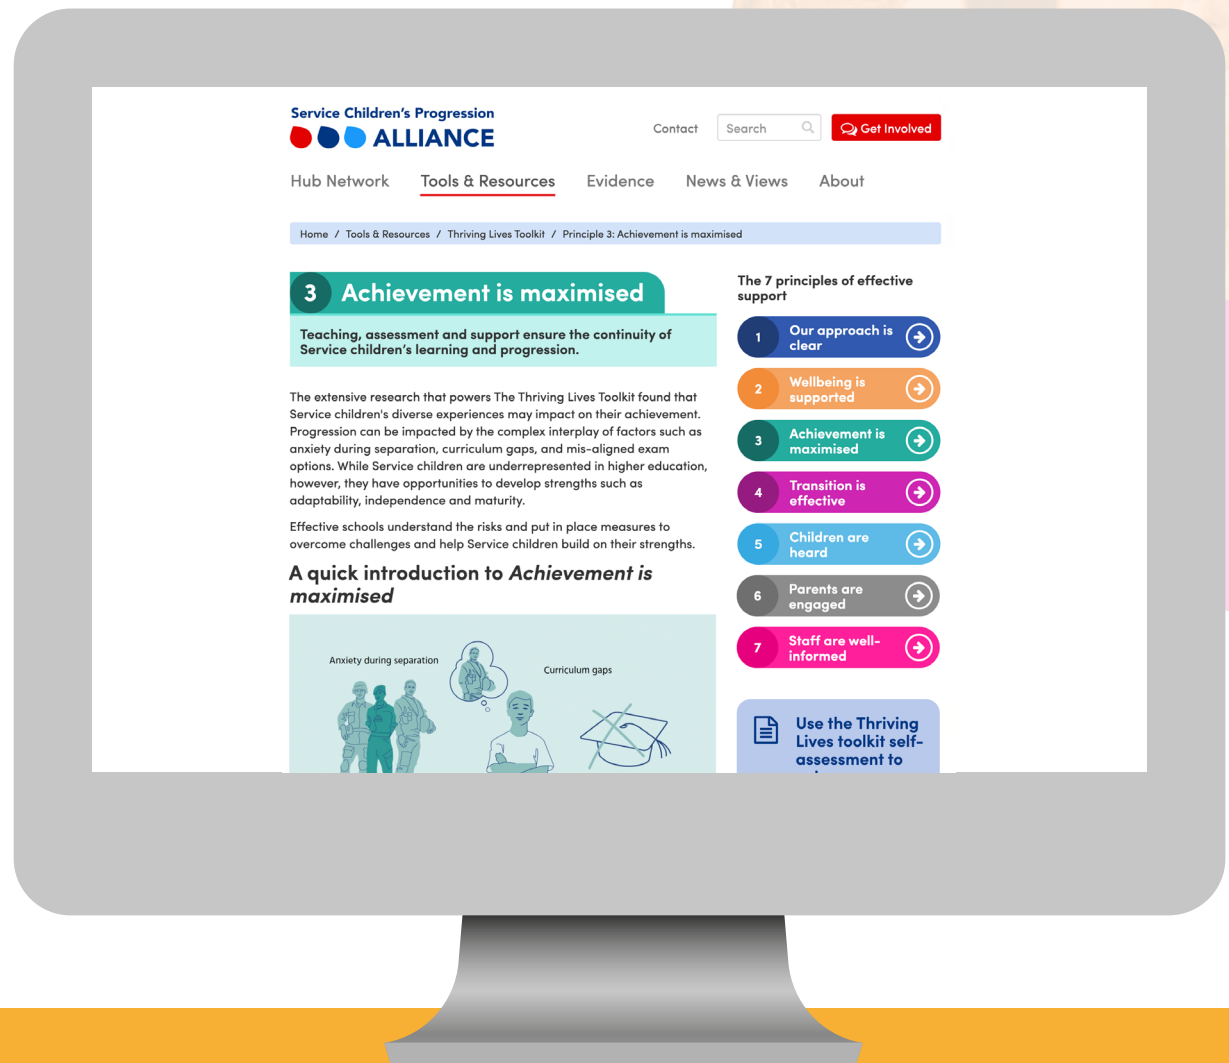 Service Children's Progression
ALLIANCE
Contact
Search
Get Involved
Hub Network
Tools & Resources
Evidence
News & Views
About
Home / Tools & Resources / Thriving Lives Toolkit / Principle 3: Achievement is maximised
3 Achievement is maximised
Teaching, assessment and support ensure the continuity of
Service children's learning and progression.
The extensive research that powers The Thriving Lives Toolkit found that
Service children's diverse experiences may impact on their achievement.
Progression can be impacted by the complex interplay of factors such as
anxiety during separation, curriculum gaps, and mis-aligned exam
options. While Service children are underrepresented in higher education,
however, they have opportunities to develop strengths such as
adaptability, independence and maturity.
Effective schools understand the risks and put in place measures to
overcome challenges and help Service children build on their strengths.
A quick introduction to Achievement is
maximised
Anxiety during separation
Curriculum gaps
The 7 principles of effective
support
1 Our approach is
clear
2 Wellbeing is
supported
3 Achievement is
maximised
4 Transition is
effective
5 Children are
heard
6 Parents are
engaged
7 Staff are well-
informed
Use the Thriving
Lives toolkit self-
assessment to